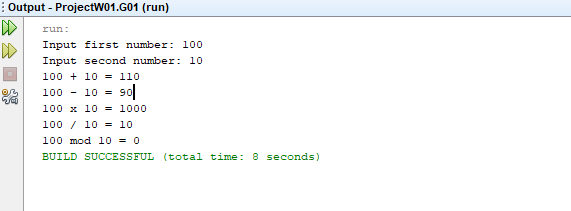 Output - ProjectW01.G01 (run)
run:
Input first number: 100
Input second number: 10
100 + 10 = 110
100 - 10 = 90
100 x 10 = 1000
100 / 10 = 10
100 mod 10 = 0
BUILD SUCCESSFUL (total time: 8 seconds)